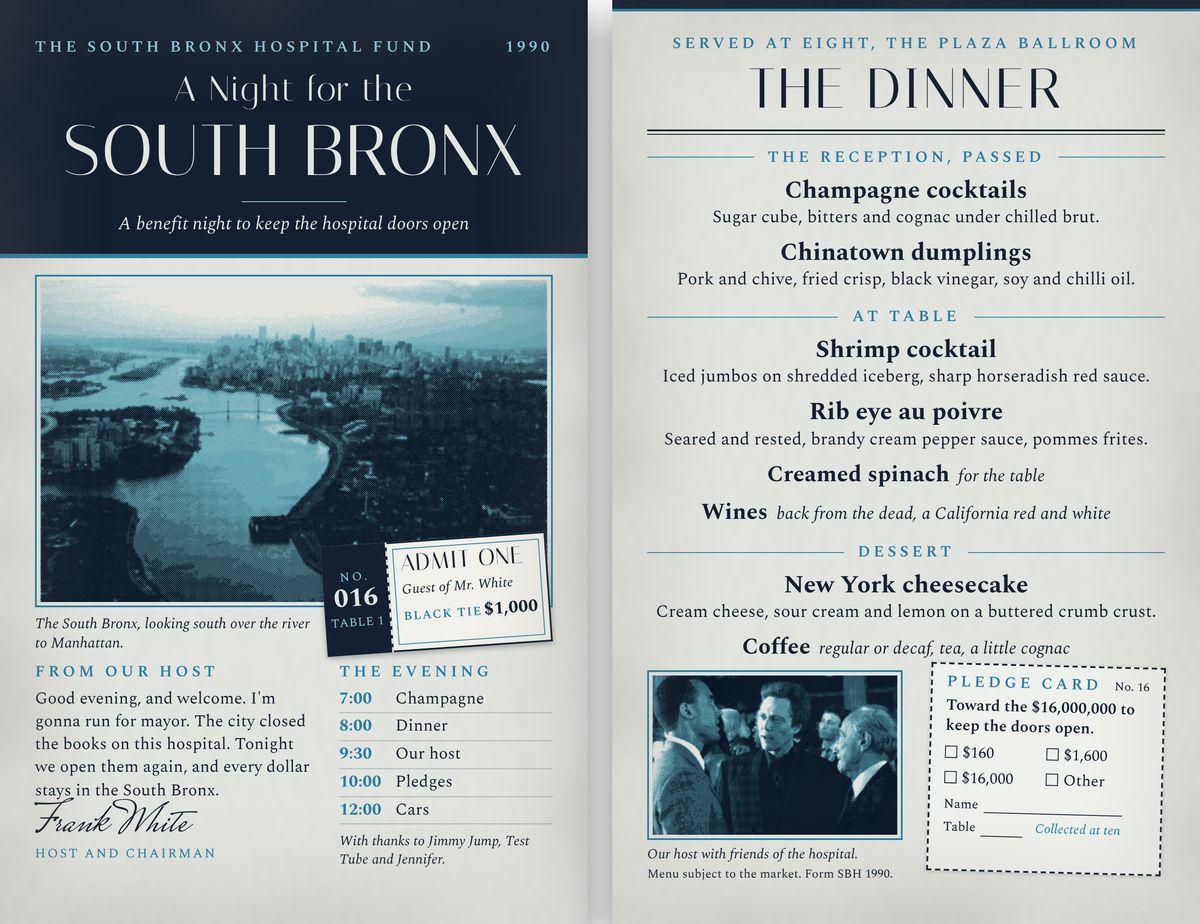 THE SOUTH BRONX HOSPITAL FUND 1990
A Night for the
SOUTH BRONX
A benefit night to keep the hospital doors open
NO.
016
TABLE 1
ADMIT ONE
Guest of Mr. White
BLACK TIE $1,000
The South Bronx, looking south over the river
to Manhattan.
FROM OUR HOST
Good evening, and welcome. I'm
gonna run for mayor. The city closed
the books on this hospital. Tonight
we open them again, and every dollar
stays in the South Bronx.
Frank White
HOST AND CHAIRMAN
THE EVENING
7:00 Champagne
8:00 Dinner
9:30 Our host
10:00 Pledges
12:00 Cars
With thanks to Jimmy Jump, Test
Tube and Jennifer.
SERVED AT EIGHT, THE PLAZA BALLROOM
THE DINNER
THE RECEPTION, PASSED
Champagne cocktails
Sugar cube, bitters and cognac under chilled brut.
Chinatown dumplings
Pork and chive, fried crisp, black vinegar, soy and chilli oil.
AT TABLE
Shrimp cocktail
Iced jumbos on shredded iceberg, sharp horseradish red sauce.
Rib eye au poivre
Seared and rested, brandy cream pepper sauce, pommes frites.
Creamed spinach for the table
Wines back from the dead, a California red and white
DESSERT
New York cheesecake
Cream cheese, sour cream and lemon on a buttered crumb crust.
Coffee regular or decaf, tea, a little cognac
Our host with friends of the hospital.
Menu subject to the market. Form SBH 1990.
PLEDGE CARD No. 16
Toward the $16,000,000 to
keep the doors open.
☐ $160 ☐ $1,600
☐ $16,000 ☐ Other
Name
Table Collected at ten